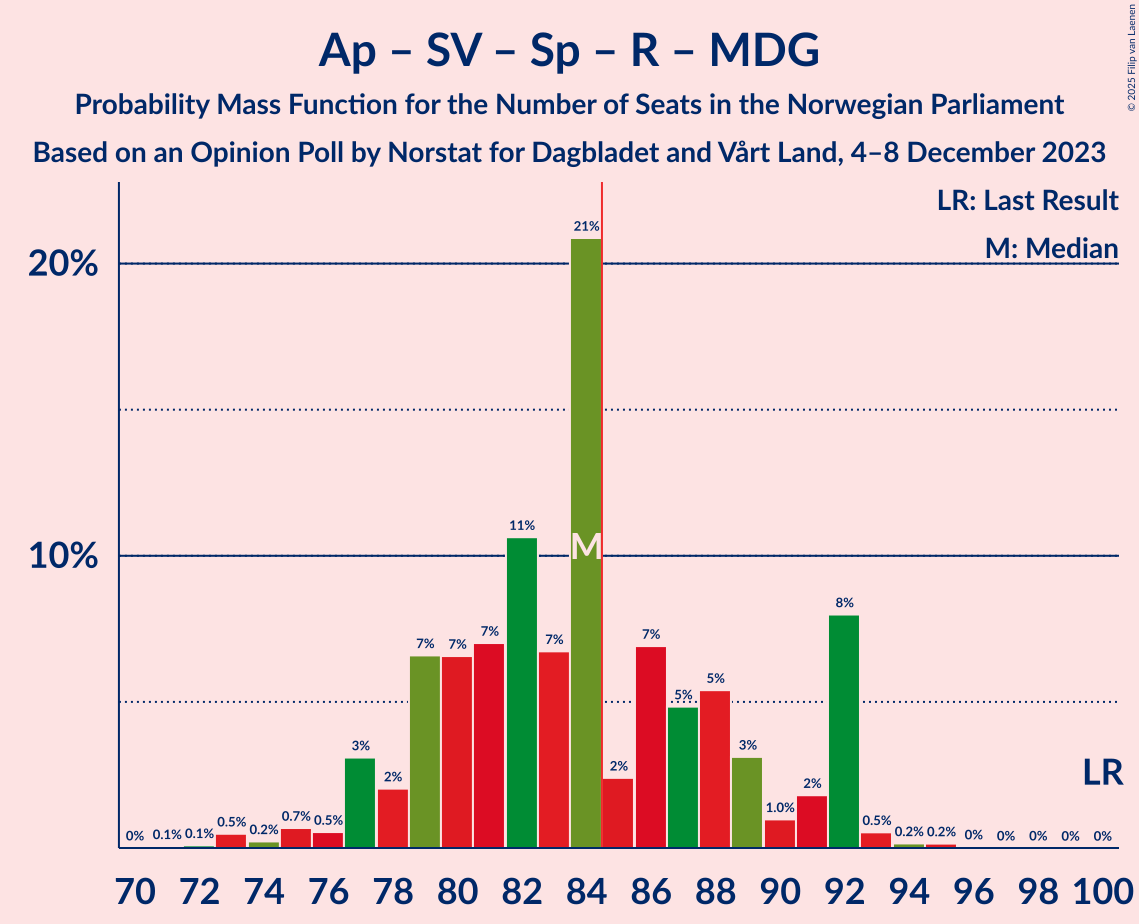 Ap – SV – Sp – R – MDG
Probability Mass Function for the Number of Seats in the Norwegian Parliament
Based on an Opinion Poll by Norstat for Dagbladet and Vårt Land, 4–8 December 2023
© 2025 Filip van Laenen
LR: Last Result
M: Median
20%
10%
0% 0.1% 0.1% 0.5% 0.2% 0.7% 0.5% 3% 2% 7% 7% 7% 11% 7% 21% 2% 7% 5% 5% 3% 1.0% 2% 8% 0.5% 0.2% 0.2% 0% 0% 0% 0% 0%
M
LR
70 72 74 76 78 80 82 84 86 88 90 92 94 96 98 100